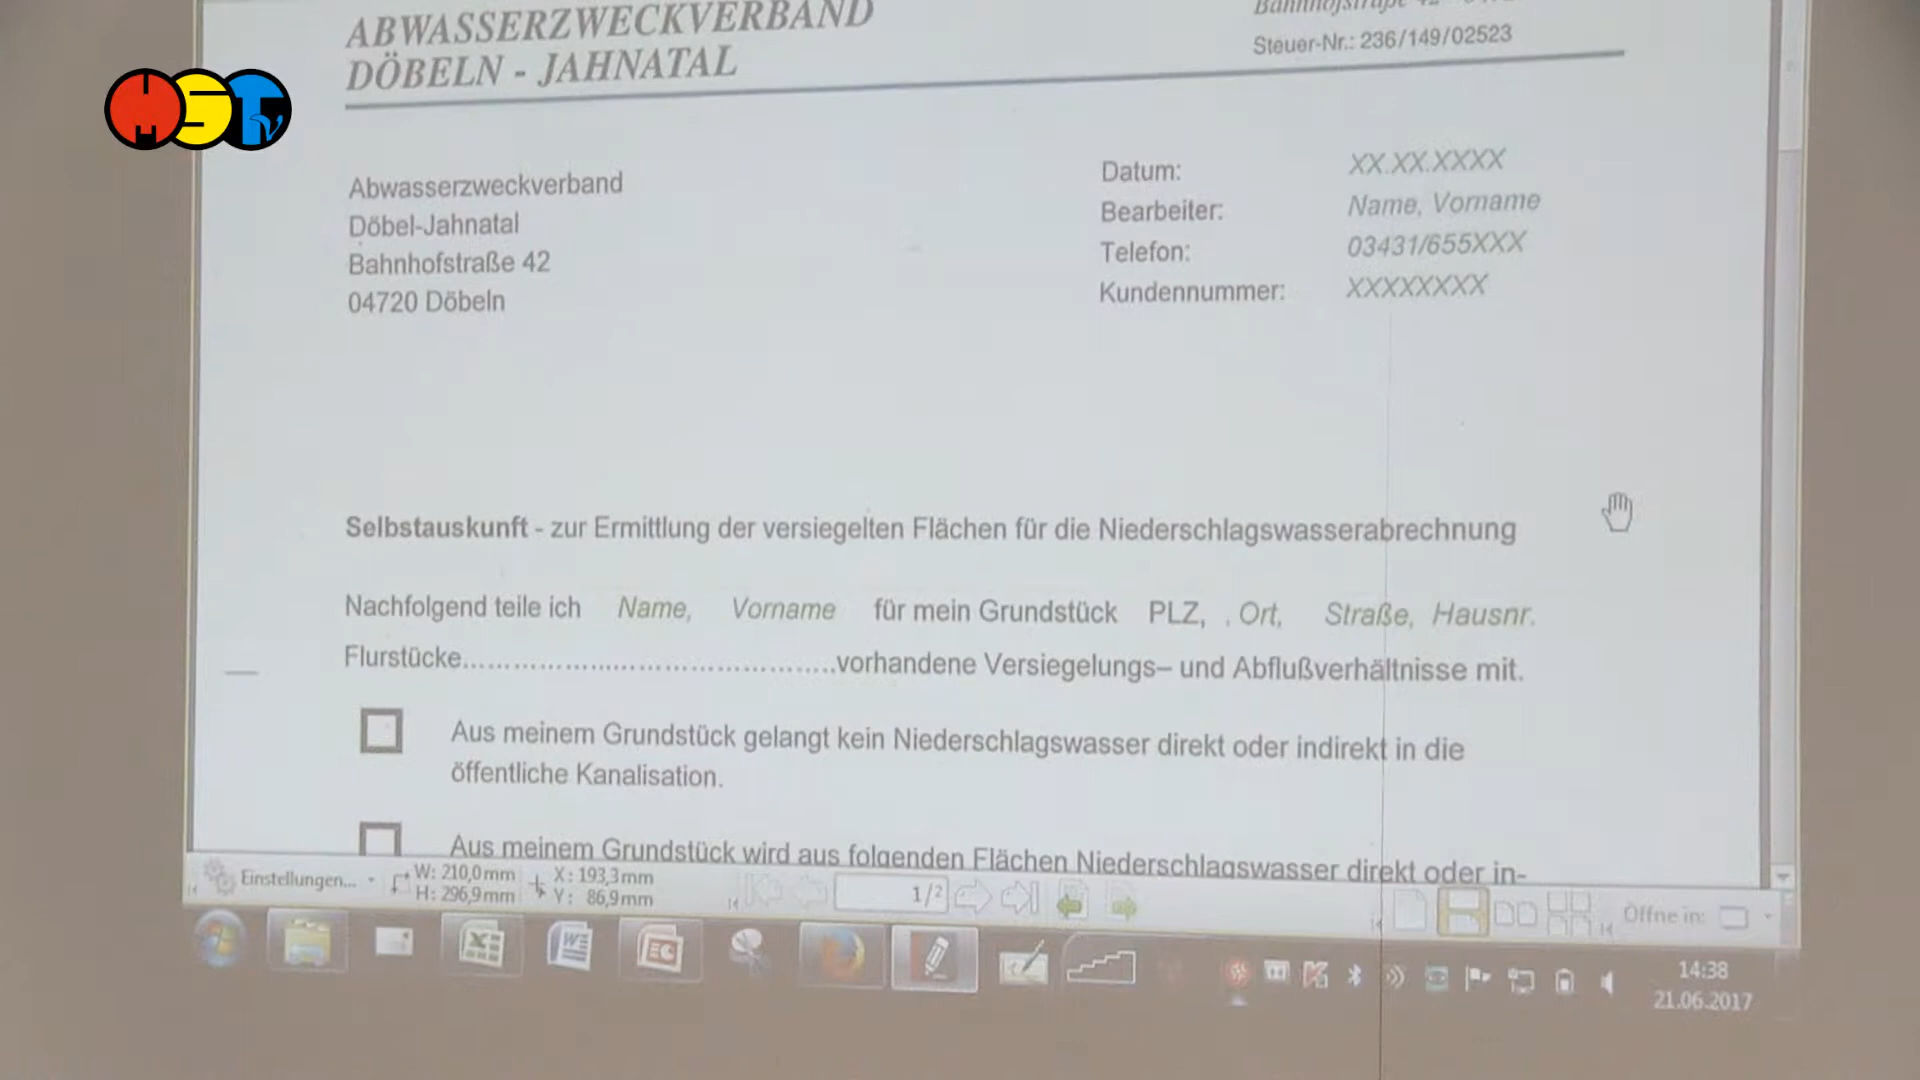 ABWASSERZWECKVERBAND
DÖBELN - JAHNATAL
Steuer-Nr.: 236/149/02523
HSTV
Abwasserzweckverband
Döbel-Jahnatal
Bahnhofstraße 42
04720 Döbeln
Datum: XX.XX.XXXX
Bearbeiter: Name, Vorname
Telefon: 03431/655XXX
Kundennummer: XXXXXXXX
Selbstauskunft - zur Ermittlung der versiegelten Flächen für die Niederschlagswasserabrechnung
Nachfolgend teile ich Name, Vorname für mein Grundstück PLZ, . Ort, Straße, Hausnr.
Flurstücke..........................................vorhandene Versiegelungs– und Abflußverhältnisse mit.
Aus meinem Grundstück gelangt kein Niederschlagswasser direkt oder indirekt in die
öffentliche Kanalisation.
Aus meinem Grundstück wird aus folgenden Flächen Niederschlagswasser direkt oder in-
Einstellungen... W: 210,0mm X: 193,3mm
H: 296,9mm Y: 86,9mm
1/2
Öffne in:
14:38
21.06.2017